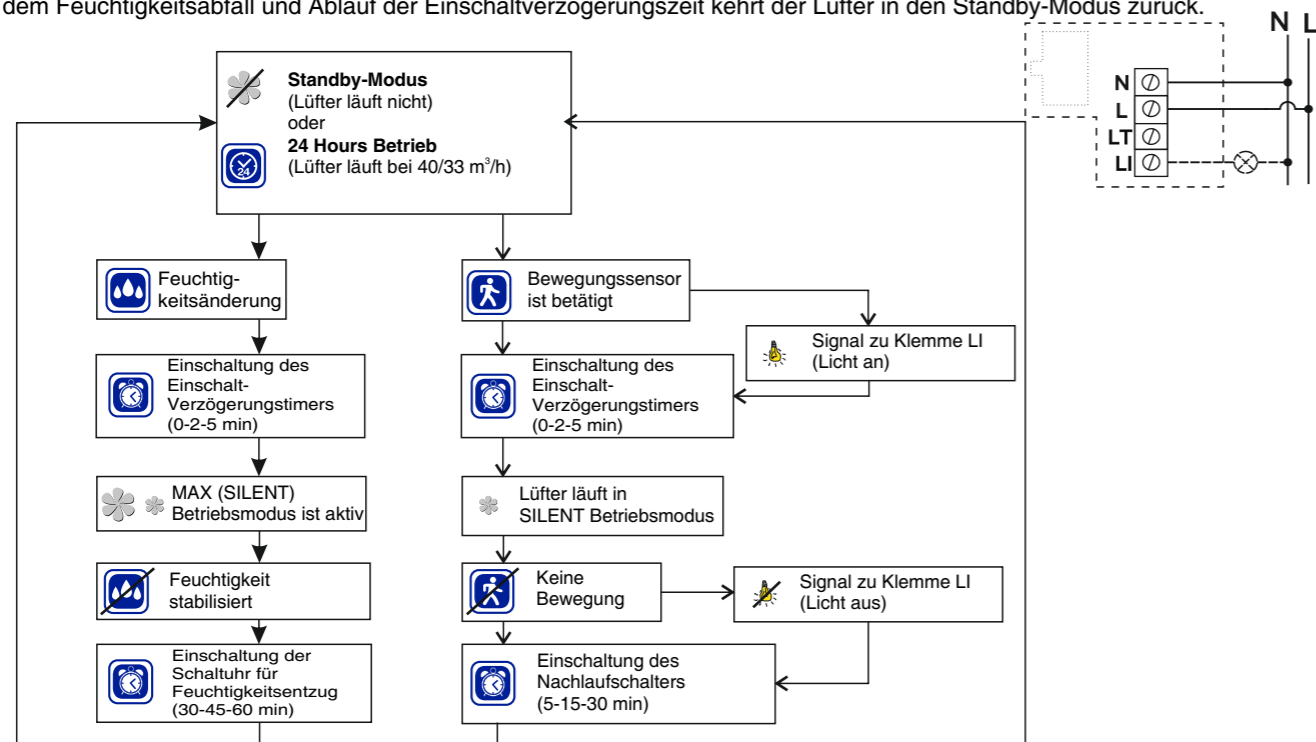 dem Feuchtigkeitsabfall und Ablauf der Einschaltverzögerungszeit kehrt der Lüfter in den Standby-Modus zurück.
N L
Standby-Modus
(Lüfter läuft nicht)
oder
24 Hours Betrieb
(Lüfter läuft bei 40/33 m³/h)
24
N
L
LT
LI
Feuchtig-
keitsänderung
Bewegungssensor
ist betätigt
Signal zu Klemme LI
(Licht an)
Einschaltung des
Einschalt-
Verzögerungstimers
(0-2-5 min)
Einschaltung des
Einschalt-
Verzögerungstimers
(0-2-5 min)
MAX (SILENT)
Betriebsmodus ist aktiv
Lüfter läuft in
SILENT Betriebsmodus
Feuchtigkeit
stabilisiert
Keine
Bewegung
Signal zu Klemme LI
(Licht aus)
Einschaltung der
Schaltuhr für
Feuchtigkeitsentzug
(30-45-60 min)
Einschaltung des
Nachlaufschalters
(5-15-30 min)